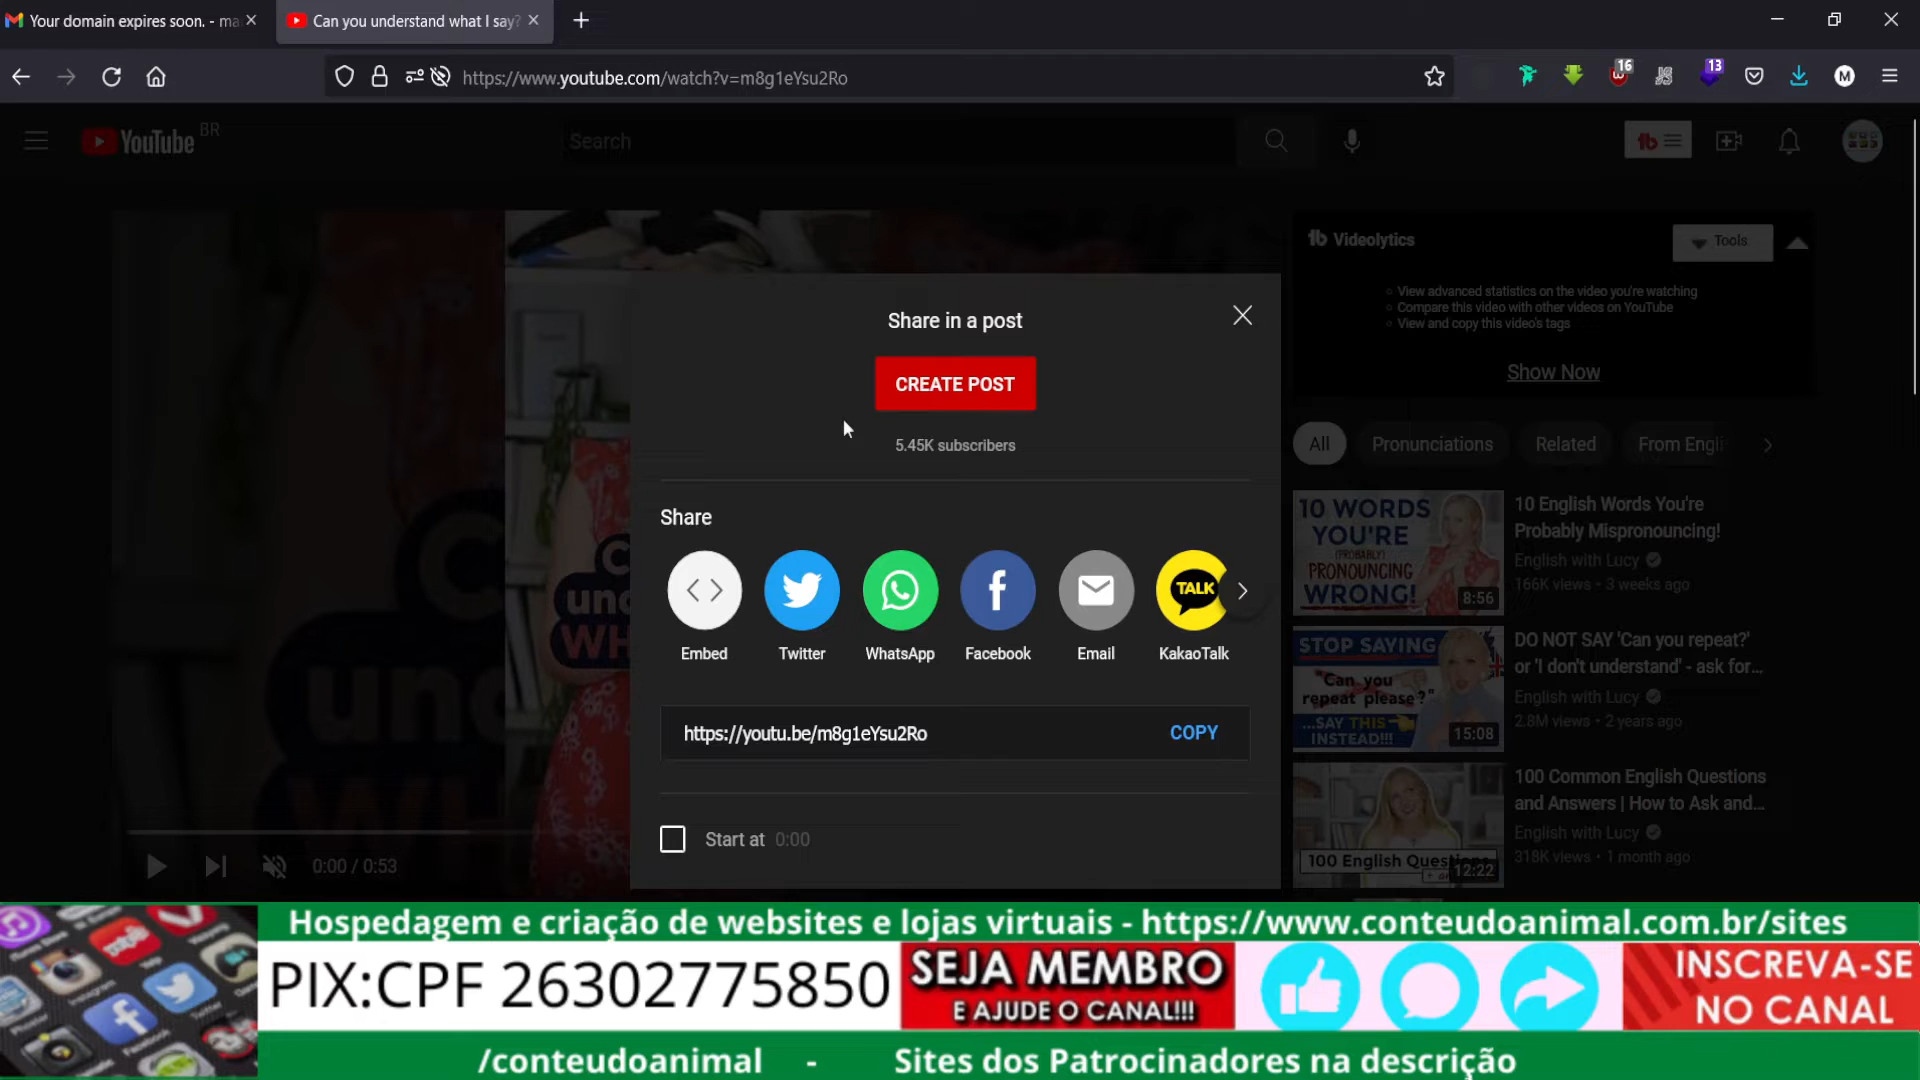 Your domain expires soon. - ma
Can you understand what I say?
https://www.youtube.com/watch?v=m8g1eYsu2Ro
16
13
M
YouTube BR
Search
Share in a post
CREATE POST
5.45K subscribers
Share
TALK
Embed
Twitter
WhatsApp
Facebook
Email
KakaoTalk
https://youtu.be/m8g1eYsu2Ro
COPY
Start at 0:00
0:00 / 0:53
Videolytics
Tools
View advanced statistics on the video you're watching
Compare this video with other videos on YouTube
View and copy this video's tags
Show Now
All
Pronunciations
Related
From Engli
10 WORDS
YOU'RE
(PROBABLY)
PRONOUNCING
WRONG!
8:56
10 English Words You're
Probably Mispronouncing!
English with Lucy
166K views • 3 weeks ago
STOP SAYING
Can you
repeat please?"
...SAY THIS
INSTEAD!!!
15:08
DO NOT SAY 'Can you repeat?'
or 'I don't understand' - ask for...
English with Lucy
2.8M views • 2 years ago
100 English Ques
12:22
100 Common English Questions
and Answers | How to Ask and...
English with Lucy
318K views • 1 month ago
Hospedagem e criação de websites e lojas virtuais - https://www.conteudoanimal.com.br/sites
PIX:CPF 26302775850
SEJA MEMBRO
E AJUDE O CANAL!!!
INSCREVA-SE
NO CANAL
/conteudoanimal - Sites dos Patrocinadores na descrição